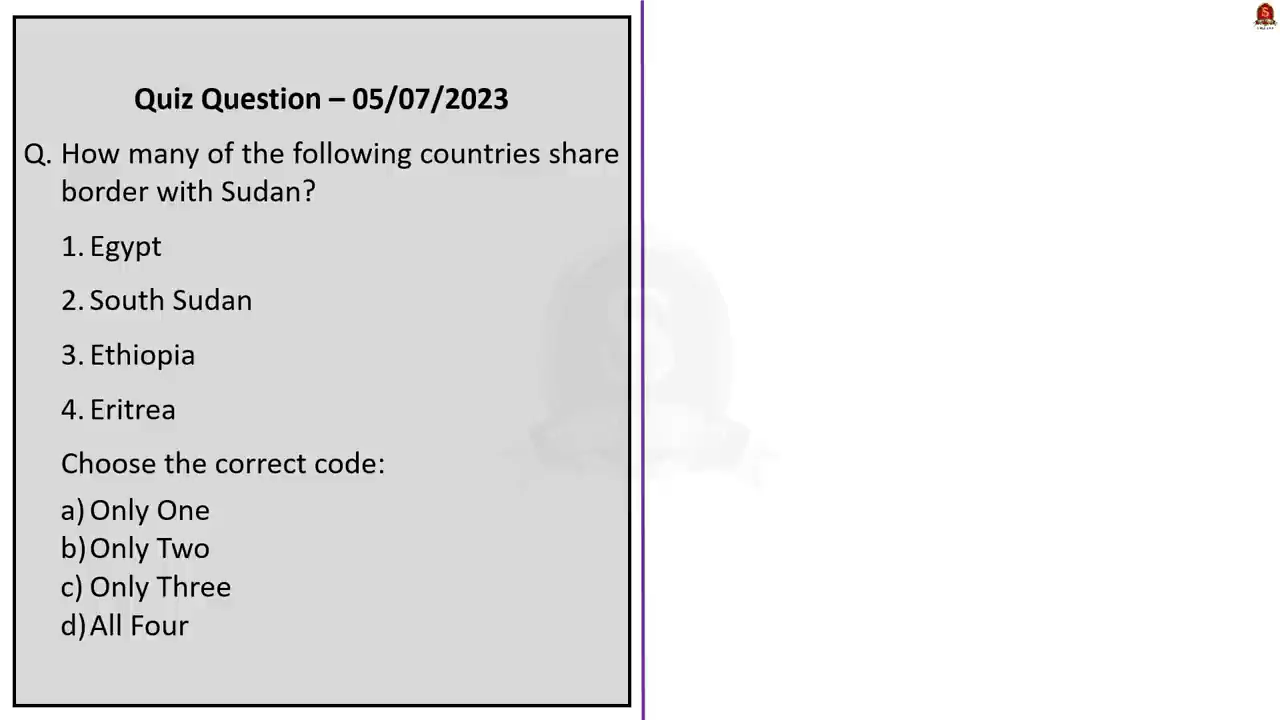 Quiz Question – 05/07/2023
Q. How many of the following countries share
border with Sudan?
1. Egypt
2. South Sudan
3. Ethiopia
4. Eritrea
Choose the correct code:
a) Only One
b) Only Two
c) Only Three
d) All Four